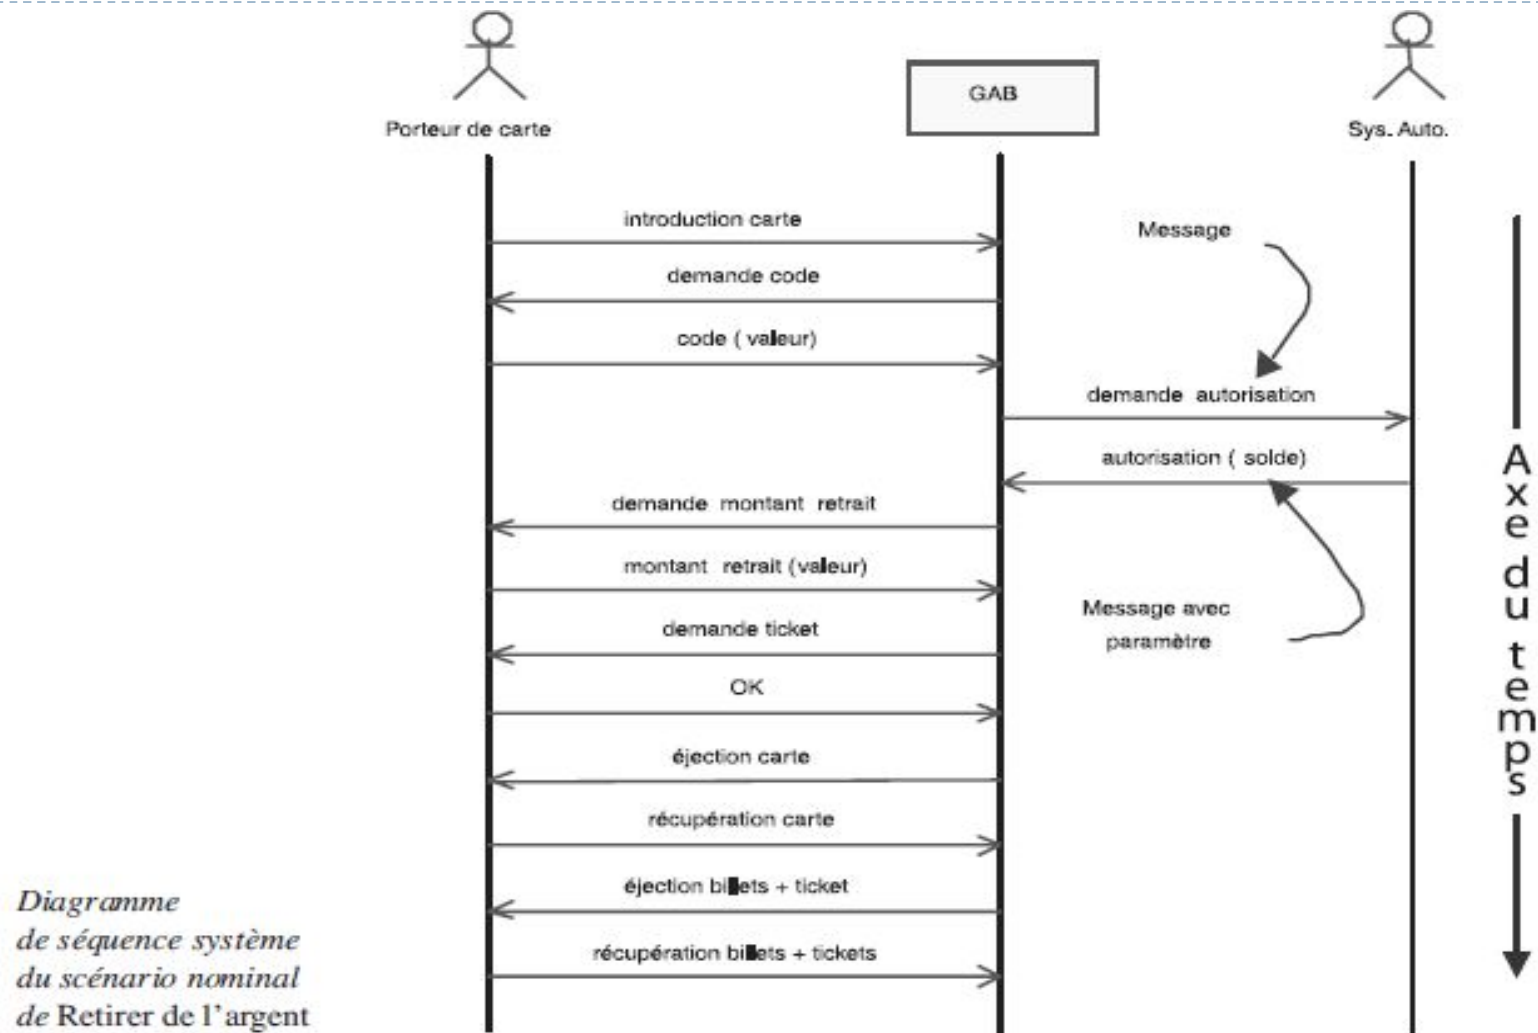 GAB
Porteur de carte
Sys. Auto.
introduction carte
Message
demande code
code ( valeur)
demande autorisation
autorisation ( solde)
demande montant retrait
montant retrait (valeur)
Message avec
paramètre
demande ticket
OK
éjection carte
récupération carte
éjection billets + ticket
récupération billets + tickets
Axe du temps
Diagramme
de séquence système
du scénario nominal
de Retirer de l'argent